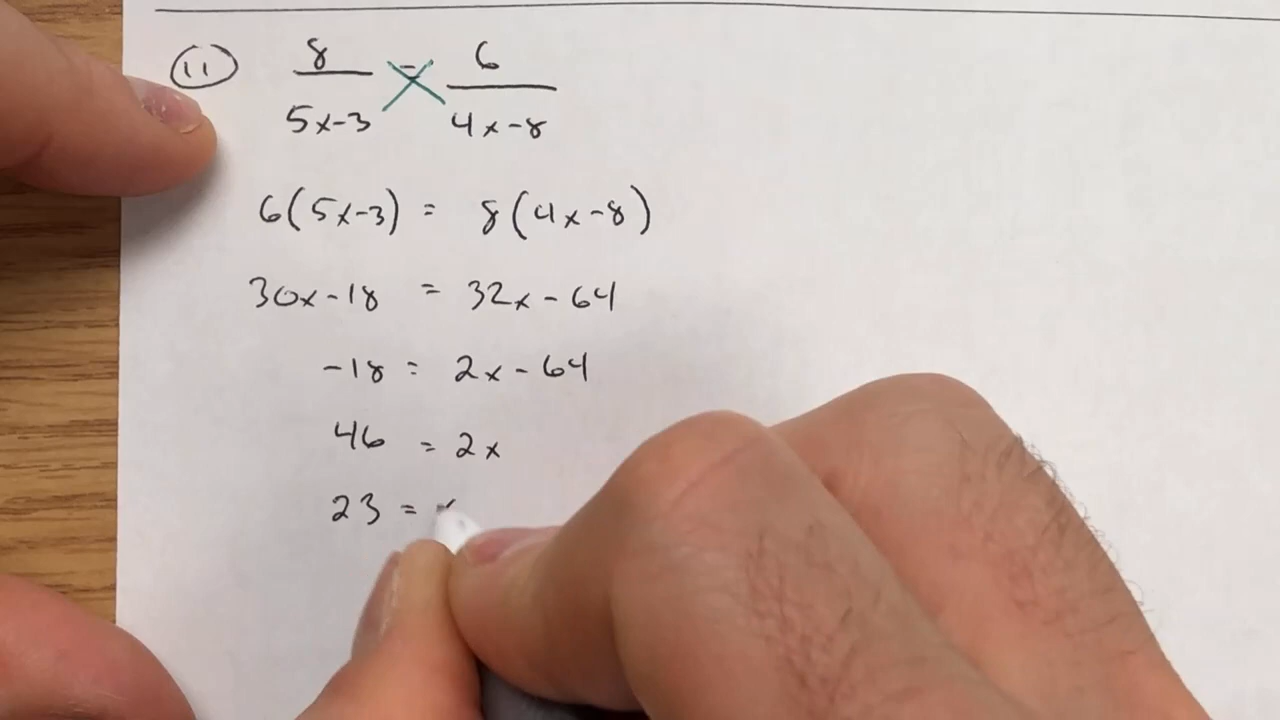 11 8/(5x-3) = 6/(4x-8)
6(5x-3) = 8(4x-8)
30x-18 = 32x-64
-18 = 2x-64
46 = 2x
23 =